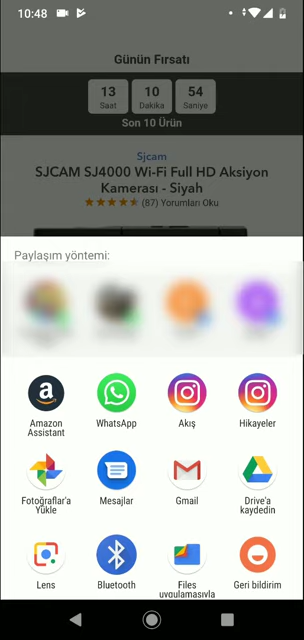 10:48
Günün Fırsatı
13
10
54
Saat
Dakika
Saniye
Son 10 Ürün
Sjcam
SJCAM SJ4000 Wi-Fi Full HD Aksiyon
Kamerası - Siyah
(87) Yorumları Oku
Paylaşım yöntemi:
Amazon
Assistant
WhatsApp
Akış
Hikayeler
Fotoğraflar'a
Yükle
Mesajlar
Gmail
Drive'a
kaydedin
Lens
Bluetooth
Files
uygulamasıyla
Geri bildirim